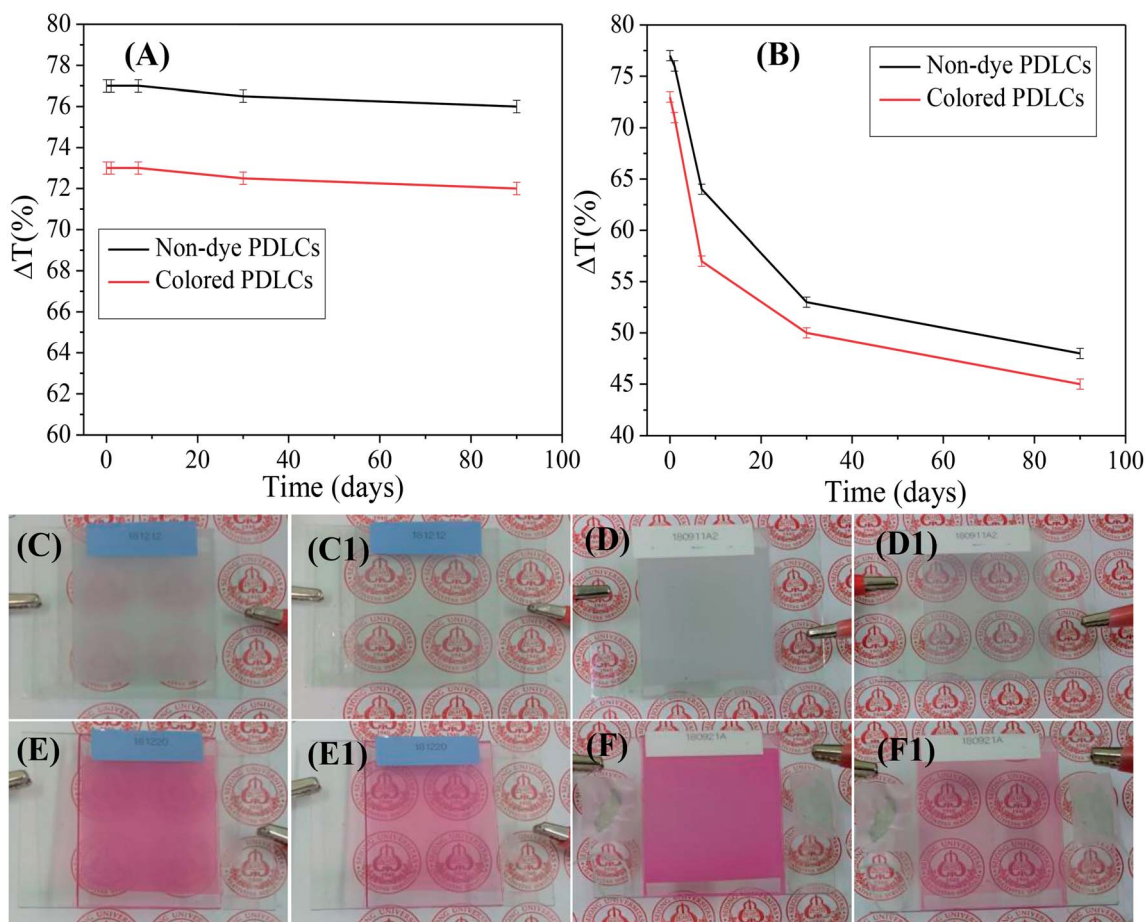 (A)
80
78
76
74
72
70
68
66
64
62
60
ΔT(%)
Non-dye PDLCs
Colored PDLCs
0 20 40 60 80 100
Time (days)
(B)
80
75
70
65
60
55
50
45
40
ΔT(%)
Non-dye PDLCs
Colored PDLCs
0 20 40 60 80 100
Time (days)
(C)
181212
(C1)
181212
(D)
180911A2
(D1)
180911A2
(E)
181220
(E1)
181220
(F)
180921A
(F1)
180921A